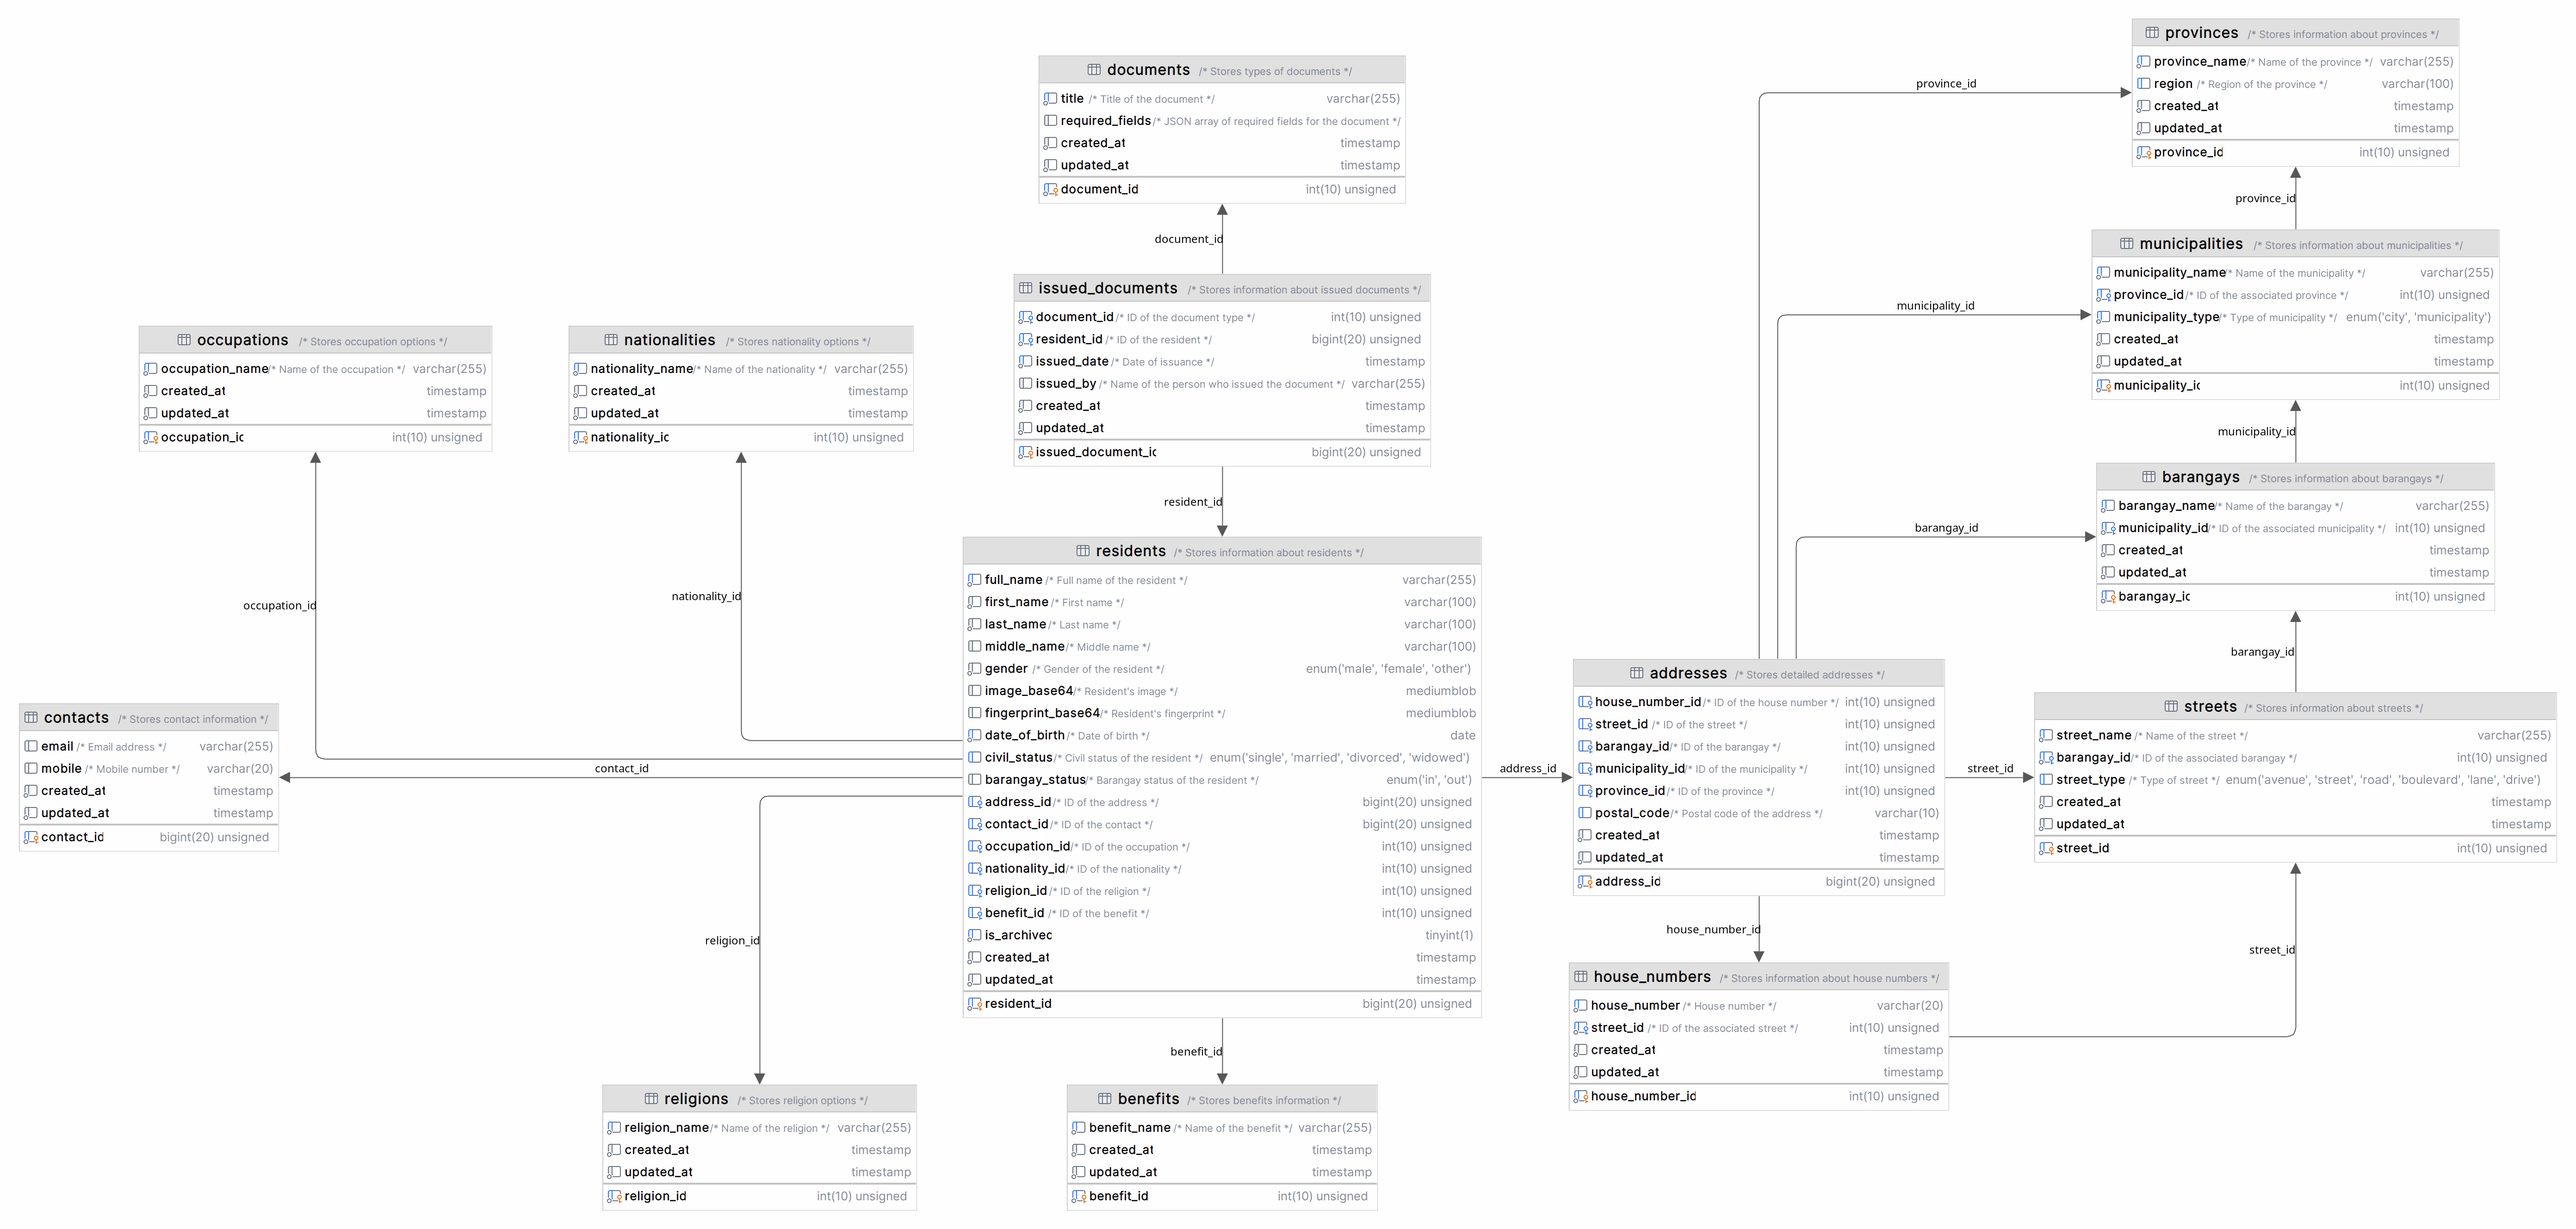 documents /* Stores types of documents */
title /* Title of the document */ varchar(255)
required_fields /* JSON array of required fields for the document */
created_at timestamp
updated_at timestamp
document_id int(10) unsigned
document_id
issued_documents /* Stores information about issued documents */
document_id /* ID of the document type */ int(10) unsigned
resident_id /* ID of the resident */ bigint(20) unsigned
issued_date /* Date of issuance */ timestamp
issued_by /* Name of the person who issued the document */ varchar(255)
created_at timestamp
updated_at timestamp
issued_document_id bigint(20) unsigned
resident_id
occupations /* Stores occupation options */
occupation_name /* Name of the occupation */ varchar(255)
created_at timestamp
updated_at timestamp
occupation_id int(10) unsigned
occupation_id
nationalities /* Stores nationality options */
nationality_name /* Name of the nationality */ varchar(255)
created_at timestamp
updated_at timestamp
nationality_id int(10) unsigned
nationality_id
contacts /* Stores contact information */
email /* Email address */ varchar(255)
mobile /* Mobile number */ varchar(20)
created_at timestamp
updated_at timestamp
contact_id bigint(20) unsigned
contact_id
residents /* Stores information about residents */
full_name /* Full name of the resident */ varchar(255)
first_name /* First name */ varchar(100)
last_name /* Last name */ varchar(100)
middle_name /* Middle name */ varchar(100)
gender /* Gender of the resident */ enum('male', 'female', 'other')
image_base64 /* Resident's image */ mediumblob
fingerprint_base64 /* Resident's fingerprint */ mediumblob
date_of_birth /* Date of birth */ date
civil_status /* Civil status of the resident */ enum('single', 'married', 'divorced', 'widowed')
barangay_status /* Barangay status of the resident */ enum('in', 'out')
address_id /* ID of the address */ bigint(20) unsigned
contact_id /* ID of the contact */ bigint(20) unsigned
occupation_id /* ID of the occupation */ int(10) unsigned
nationality_id /* ID of the nationality */ int(10) unsigned
religion_id /* ID of the religion */ int(10) unsigned
benefit_id /* ID of the benefit */ int(10) unsigned
is_archived tinyint(1)
created_at timestamp
updated_at timestamp
resident_id bigint(20) unsigned
religion_id
religions /* Stores religion options */
religion_name /* Name of the religion */ varchar(255)
created_at timestamp
updated_at timestamp
religion_id int(10) unsigned
benefit_id
benefits /* Stores benefits information */
benefit_name /* Name of the benefit */ varchar(255)
created_at timestamp
updated_at timestamp
benefit_id int(10) unsigned
address_id
addresses /* Stores detailed addresses */
house_number_id /* ID of the house number */ int(10) unsigned
street_id /* ID of the street */ int(10) unsigned
barangay_id /* ID of the barangay */ int(10) unsigned
municipality_id /* ID of the municipality */ int(10) unsigned
province_id /* ID of the province */ int(10) unsigned
postal_code /* Postal code of the address */ varchar(10)
created_at timestamp
updated_at timestamp
address_id bigint(20) unsigned
house_number_id
house_numbers /* Stores information about house numbers */
house_number /* House number */ varchar(20)
street_id /* ID of the associated street */ int(10) unsigned
created_at timestamp
updated_at timestamp
house_number_id int(10) unsigned
province_id
municipality_id
barangay_id
street_id
provinces /* Stores information about provinces */
province_name /* Name of the province */ varchar(255)
region /* Region of the province */ varchar(100)
created_at timestamp
updated_at timestamp
province_id int(10) unsigned
province_id
municipalities /* Stores information about municipalities */
municipality_name /* Name of the municipality */ varchar(255)
province_id /* ID of the associated province */ int(10) unsigned
municipality_type /* Type of municipality */ enum('city', 'municipality')
created_at timestamp
updated_at timestamp
municipality_id int(10) unsigned
municipality_id
barangays /* Stores information about barangays */
barangay_name /* Name of the barangay */ varchar(255)
municipality_id /* ID of the associated municipality */ int(10) unsigned
created_at timestamp
updated_at timestamp
barangay_id int(10) unsigned
barangay_id
streets /* Stores information about streets */
street_name /* Name of the street */ varchar(255)
barangay_id /* ID of the associated barangay */ int(10) unsigned
street_type /* Type of street */ enum('avenue', 'street', 'road', 'boulevard', 'lane', 'drive')
created_at timestamp
updated_at timestamp
street_id int(10) unsigned
street_id